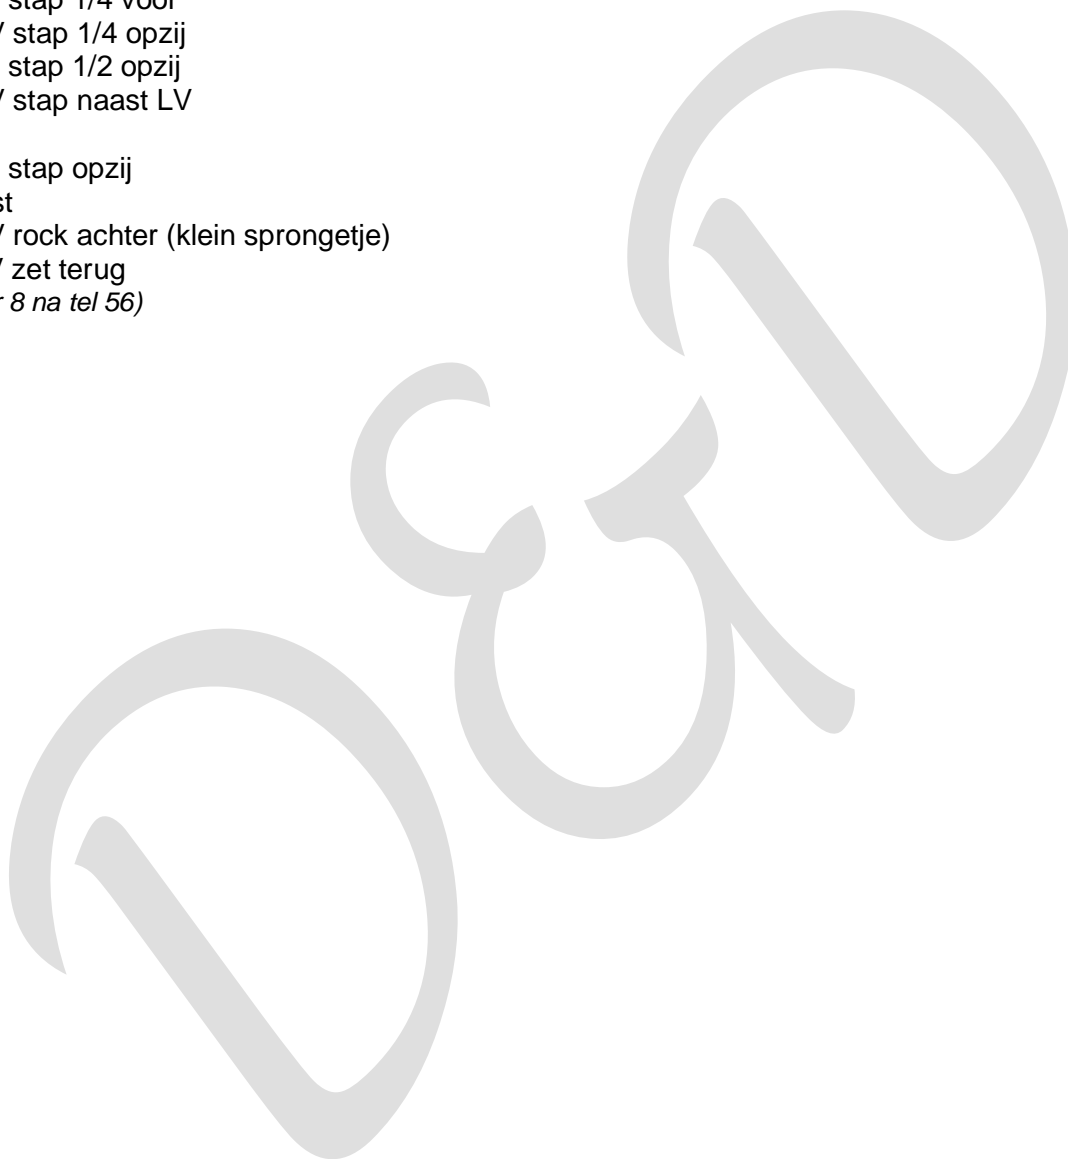 stap 1/4 voor
stap 1/4 opzij
stap 1/2 opzij
stap naast LV
stap opzij
rock achter (klein sprongetje)
zet terug
8 na tel 56)
D&D